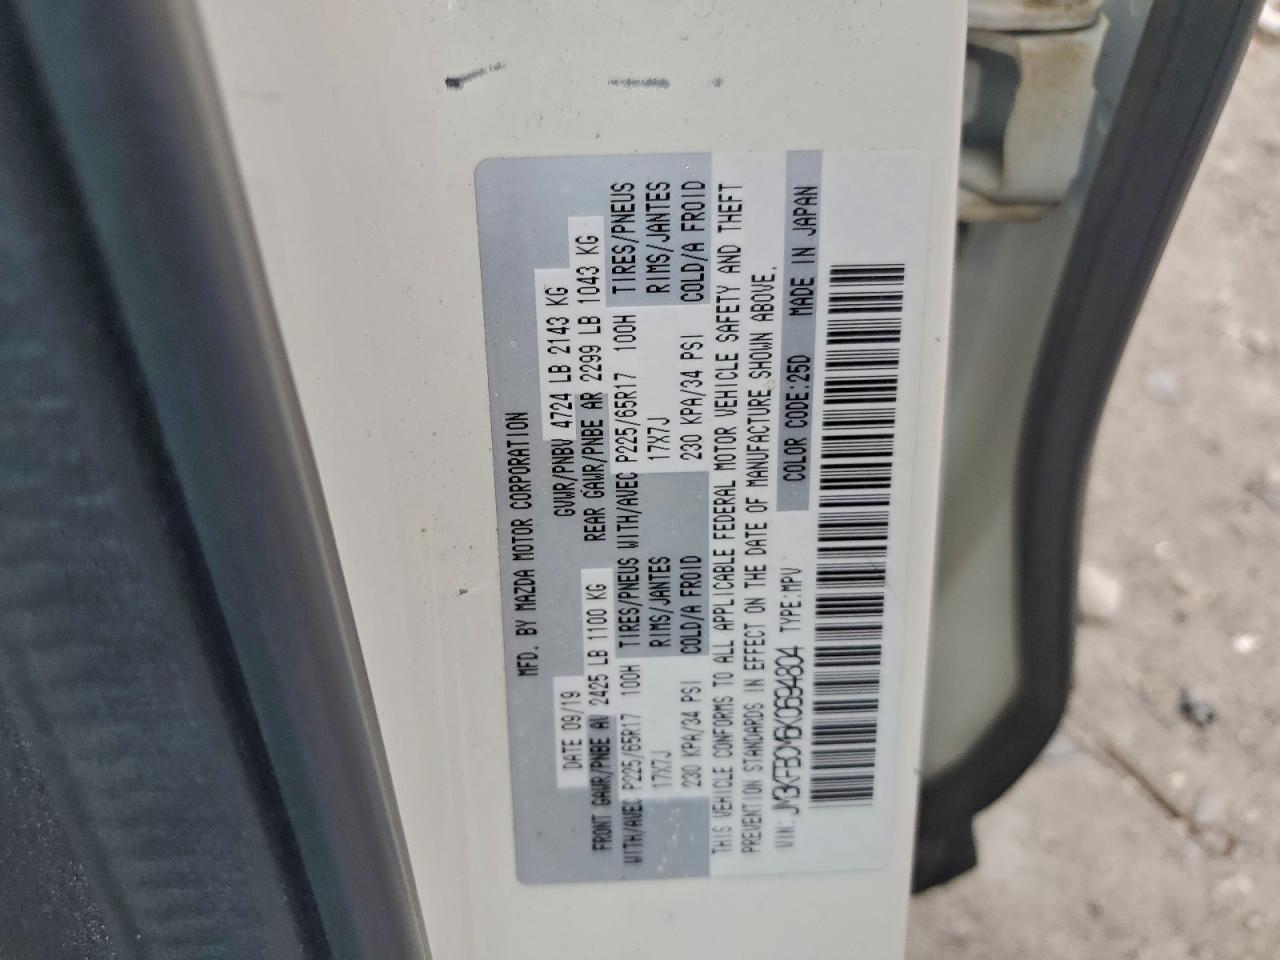 MFD. BY MAZDA MOTOR CORPORATION
DATE 09/19 GVWR/PNBV 4724 LB 2143 KG
FRONT GAWR/PNBE AV 2425 LB 1100 KG REAR GAWR/PNBE AR 2299 LB 1043 KG
WITH/AVEC P225/65R17 100H TIRES/PNEUS WITH/AVEC P225/65R17 100H TIRES/PNEUS
17X7J RIMS/JANTES 17X7J RIMS/JANTES
230 KPA/34 PSI COLD/A FROID 230 KPA/34 PSI COLD/A FROID
THIS VEHICLE CONFORMS TO ALL APPLICABLE FEDERAL MOTOR VEHICLE SAFETY AND THEFT
PREVENTION STANDARDS IN EFFECT ON THE DATE OF MANUFACTURE SHOWN ABOVE.
VIN: JM3KFBCY6K0694804 TYPE:MPV COLOR CODE:25D MADE IN JAPAN